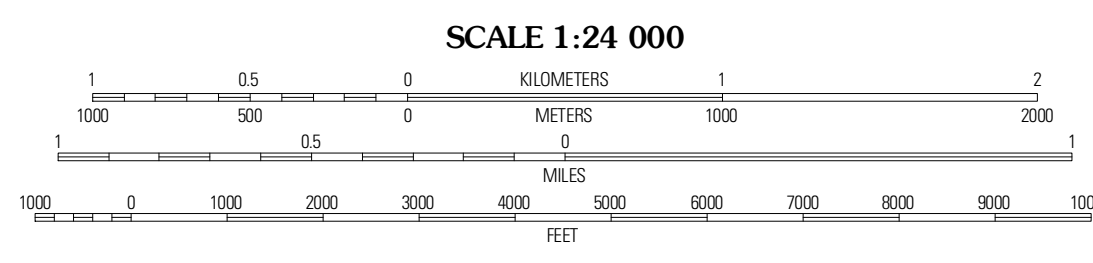 SCALE 1:24 000
1 0.5 0 KILOMETERS 1 2
1000 500 0 METERS 1000 2000
1 0.5 0 1
MILES
1000 0 1000 2000 3000 4000 5000 6000 7000 8000 9000 100
FEET